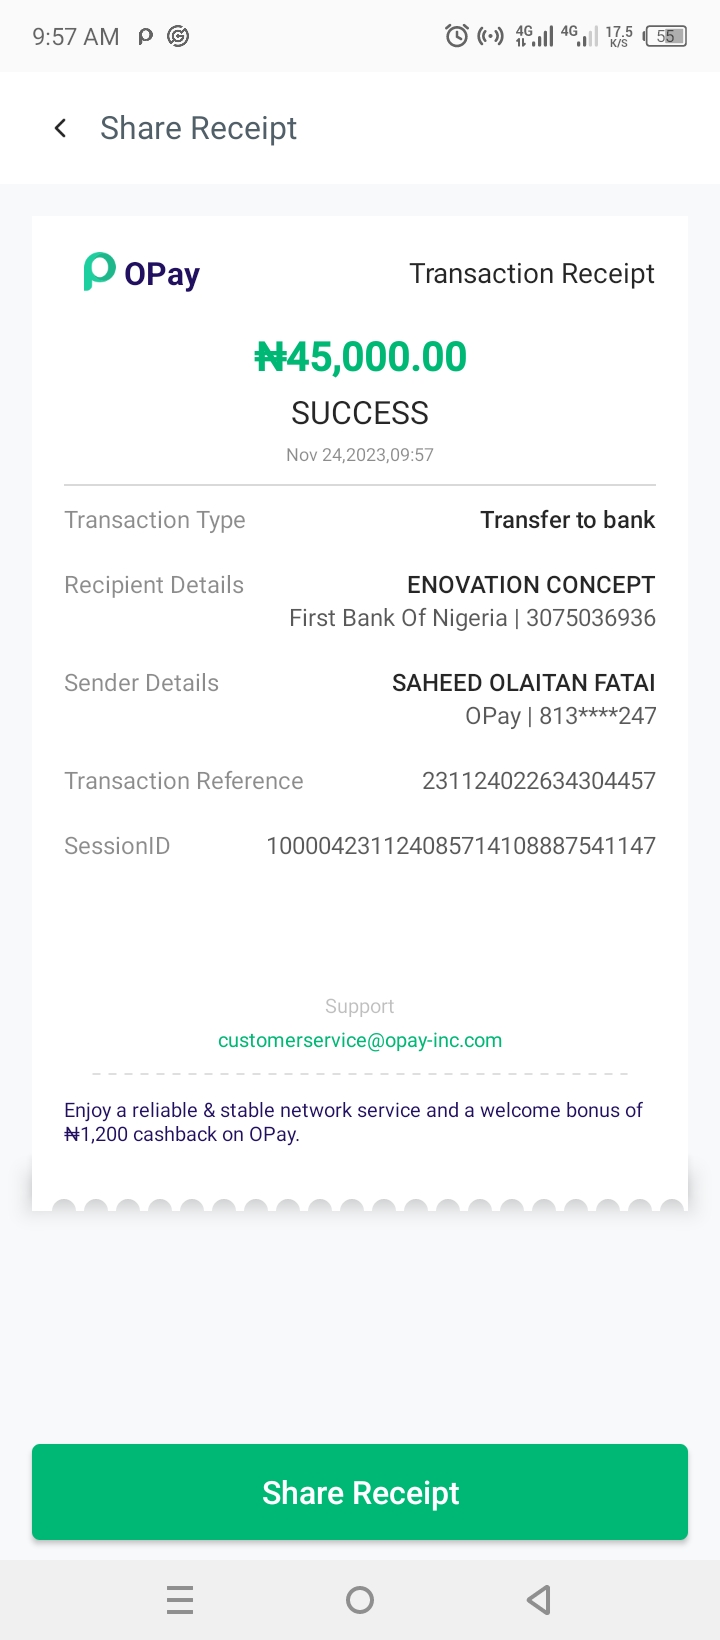 9:57 AM
4G 4G 17.5 K/S 55
Share Receipt
OPay Transaction Receipt
₦45,000.00
SUCCESS
Nov 24,2023,09:57
Transaction Type Transfer to bank
Recipient Details ENOVATION CONCEPT
First Bank Of Nigeria | 3075036936
Sender Details SAHEED OLAITAN FATAI
OPay | 813****247
Transaction Reference 231124022634304457
SessionID 100004231124085714108887541147
Support
customerservice@opay-inc.com
Enjoy a reliable & stable network service and a welcome bonus of
₦1,200 cashback on OPay.
Share Receipt